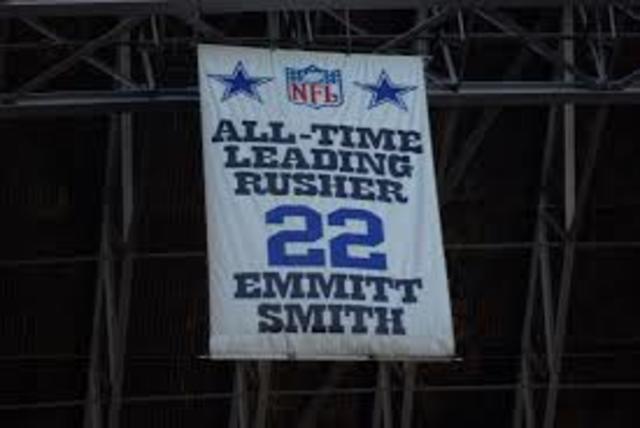 NFL
ALL-TIME
LEADING
RUSHER
22
EMMITT
SMITH